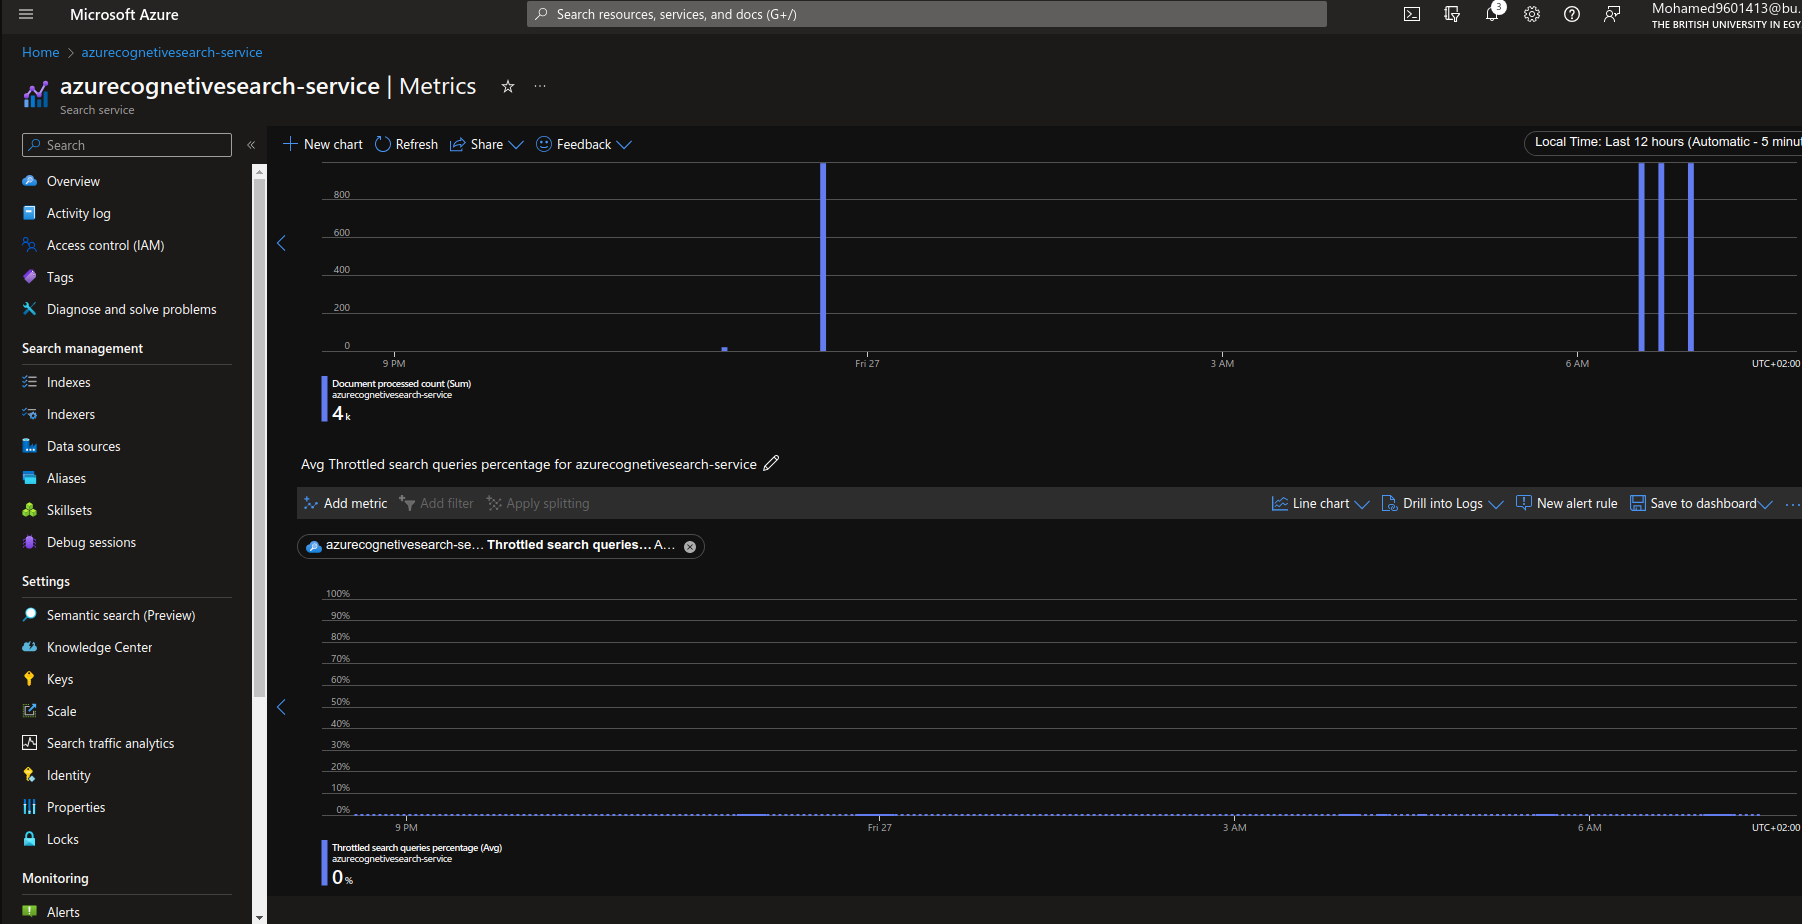 Microsoft Azure
Search resources, services, and docs (G+/)
3
Mohamed9601413@bu.
THE BRITISH UNIVERSITY IN EGY
Home > azurecognetivesearch-service
azurecognetivesearch-service | Metrics
Search service
Search
Overview
Activity log
Access control (IAM)
Tags
Diagnose and solve problems
Search management
Indexes
Indexers
Data sources
Aliases
Skillsets
Debug sessions
Settings
Semantic search (Preview)
Knowledge Center
Keys
Scale
Search traffic analytics
Identity
Properties
Locks
Monitoring
Alerts
New chart Refresh Share Feedback
Local Time: Last 12 hours (Automatic - 5 minut
800
600
400
200
0
9 PM Fri 27 3 AM 6 AM UTC+02:00
Document processed count (Sum)
azurecognetivesearch-service
4 k
Avg Throttled search queries percentage for azurecognetivesearch-service
Add metric Add filter Apply splitting Line chart Drill into Logs New alert rule Save to dashboard ...
azurecognetivesearch-se... Throttled search queries... A...
100%
90%
80%
70%
60%
50%
40%
30%
20%
10%
0%
9 PM Fri 27 3 AM 6 AM UTC+02:00
Throttled search queries percentage (Avg)
azurecognetivesearch-service
0 %